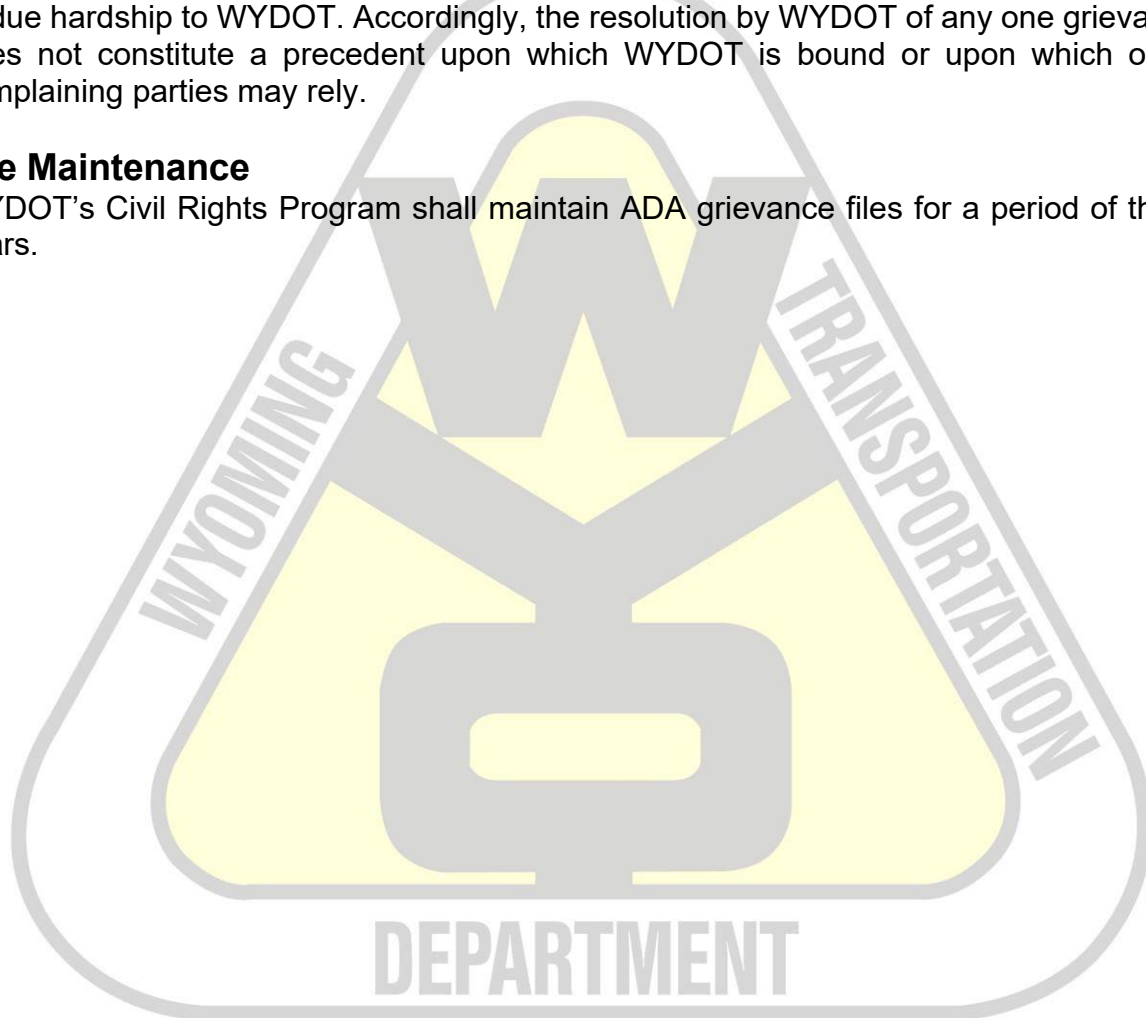 due hardship to WYDOT. Accordingly, the resolution by WYDOT of any one grieva
es not constitute a precedent upon which WYDOT is bound or upon which o
mplaining parties may rely.
e Maintenance
YDOT's Civil Rights Program shall maintain ADA grievance files for a period of th
ars.
WYOMING
TRANSPORTATION
WYDOT
DEPARTMENT